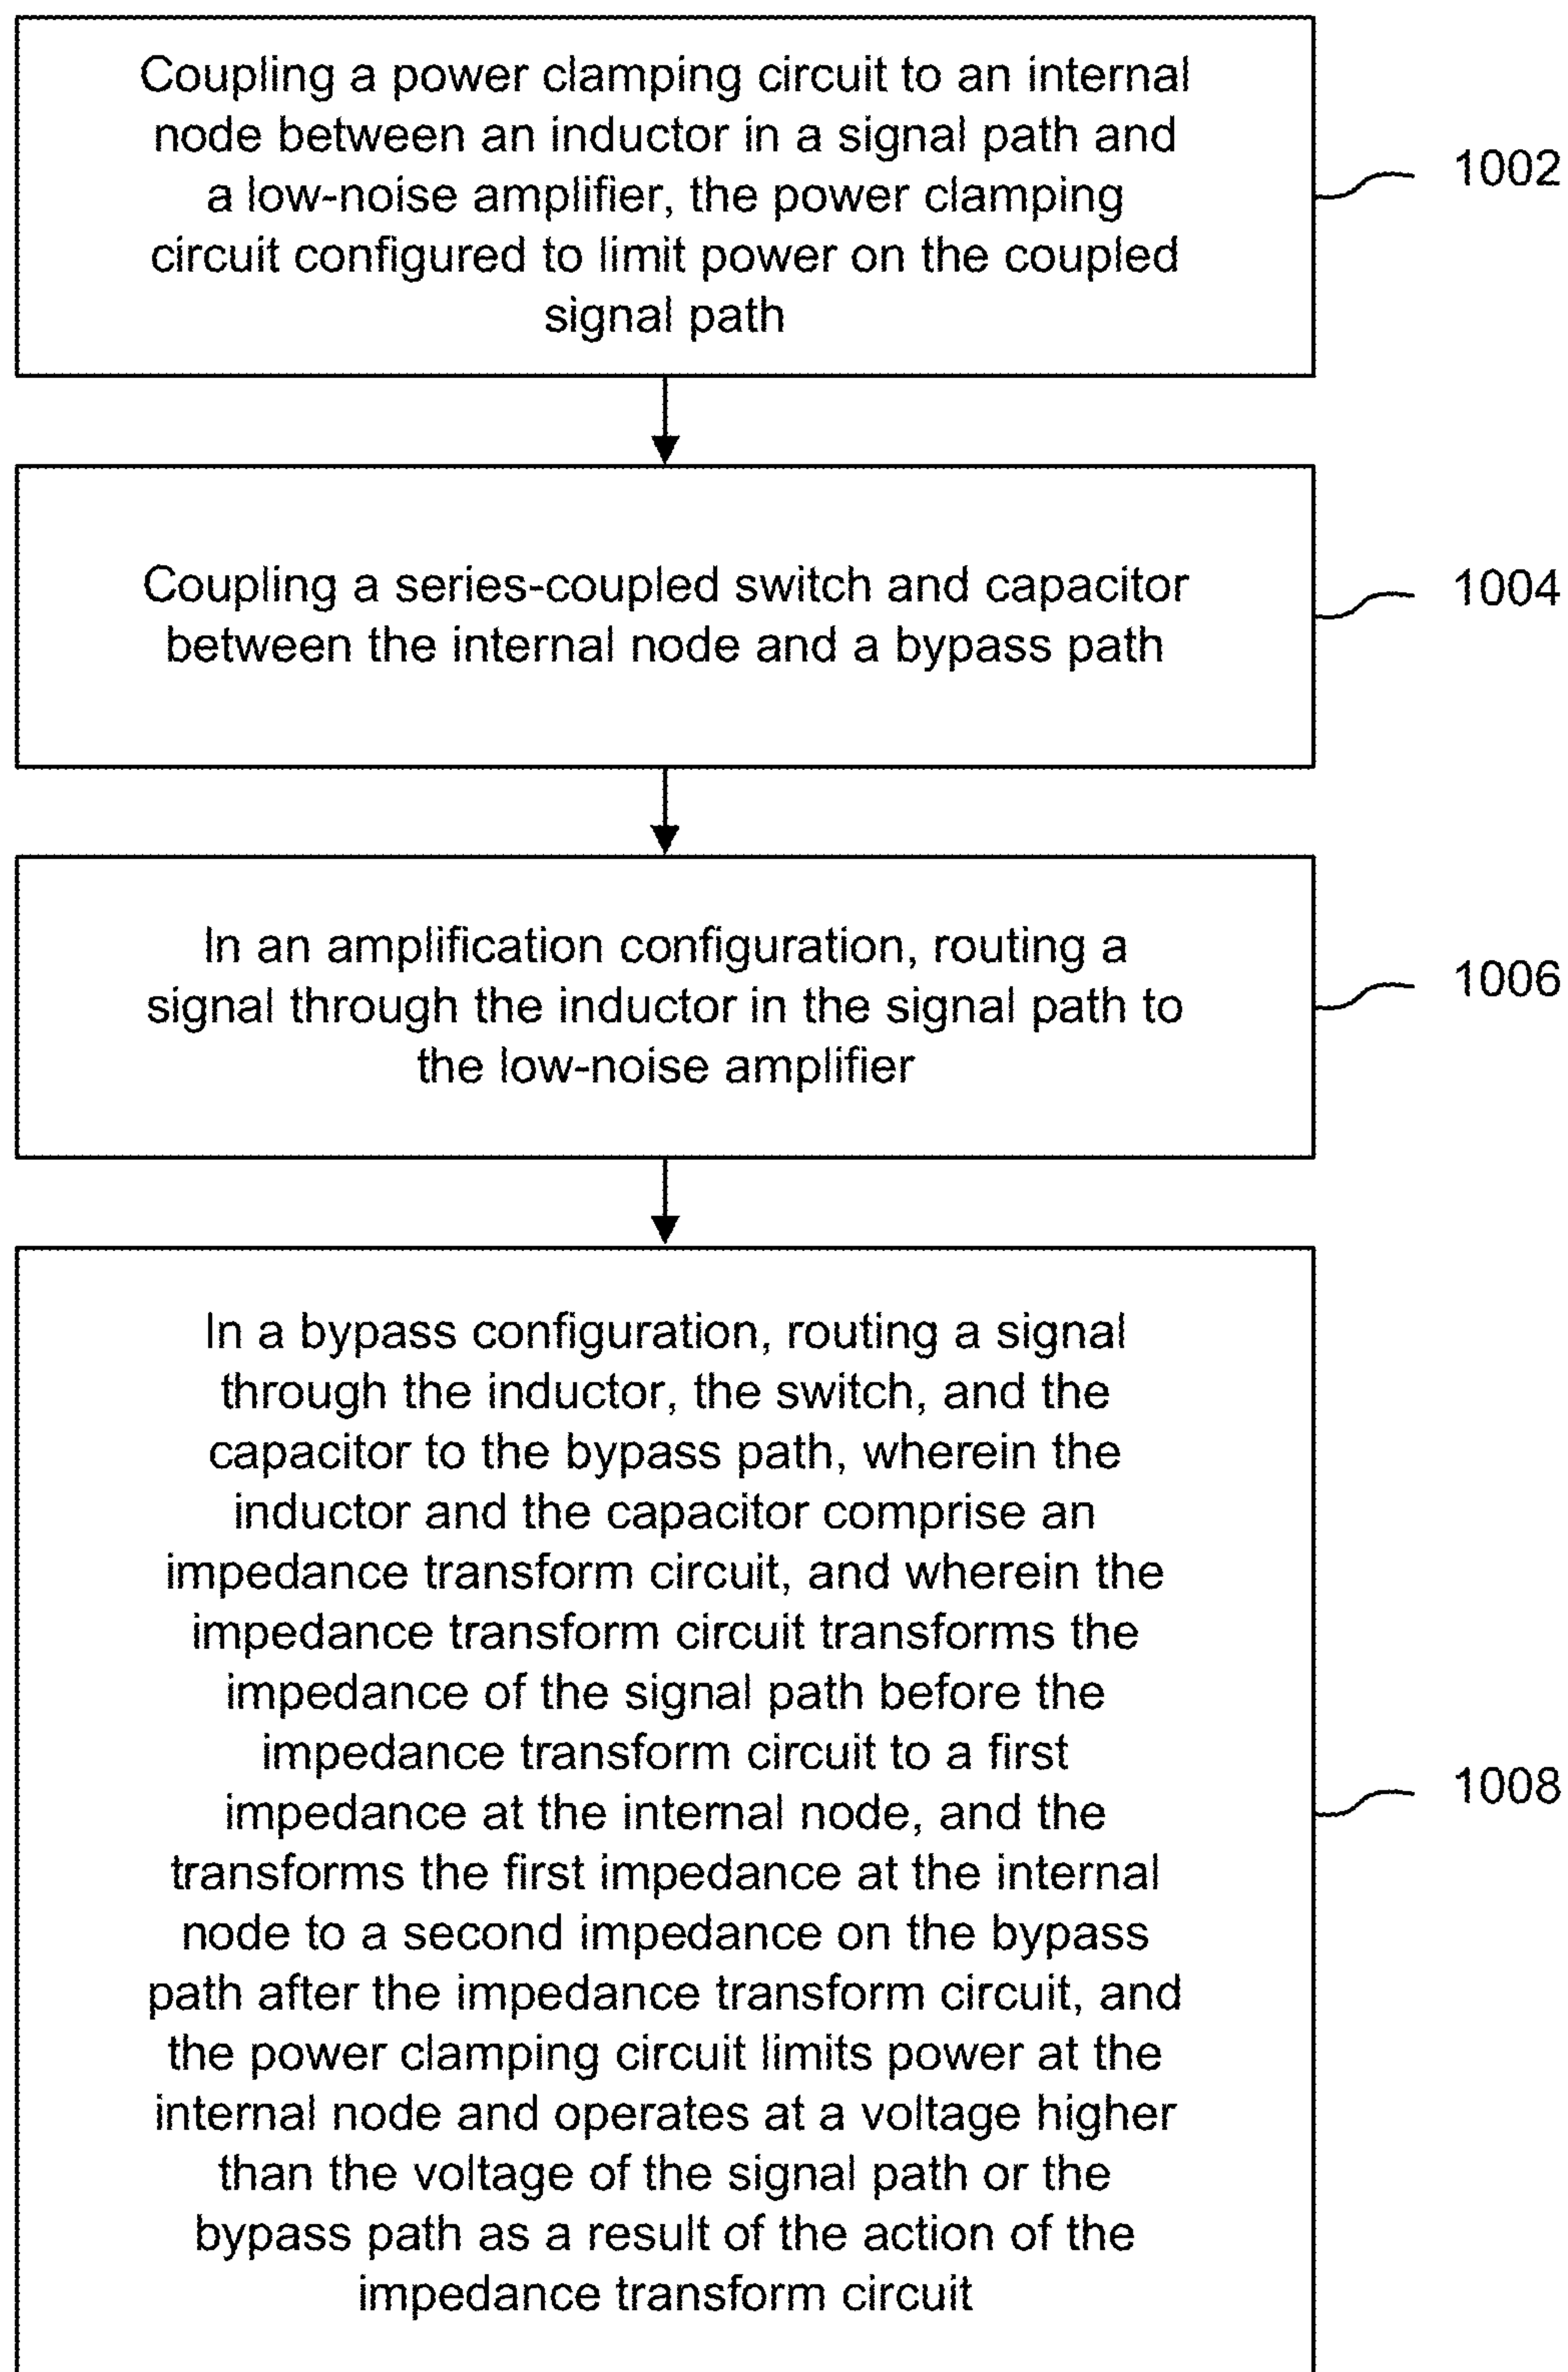 Coupling a power clamping circuit to an internal
node between an inductor in a signal path and
a low-noise amplifier, the power clamping
circuit configured to limit power on the coupled
signal path
1002
Coupling a series-coupled switch and capacitor
between the internal node and a bypass path
1004
In an amplification configuration, routing a
signal through the inductor in the signal path to
the low-noise amplifier
1006
In a bypass configuration, routing a signal
through the inductor, the switch, and the
capacitor to the bypass path, wherein the
inductor and the capacitor comprise an
impedance transform circuit, and wherein the
impedance transform circuit transforms the
impedance of the signal path before the
impedance transform circuit to a first
impedance at the internal node, and the
transforms the first impedance at the internal
node to a second impedance on the bypass
path after the impedance transform circuit, and
the power clamping circuit limits power at the
internal node and operates at a voltage higher
than the voltage of the signal path or the
bypass path as a result of the action of the
impedance transform circuit
1008